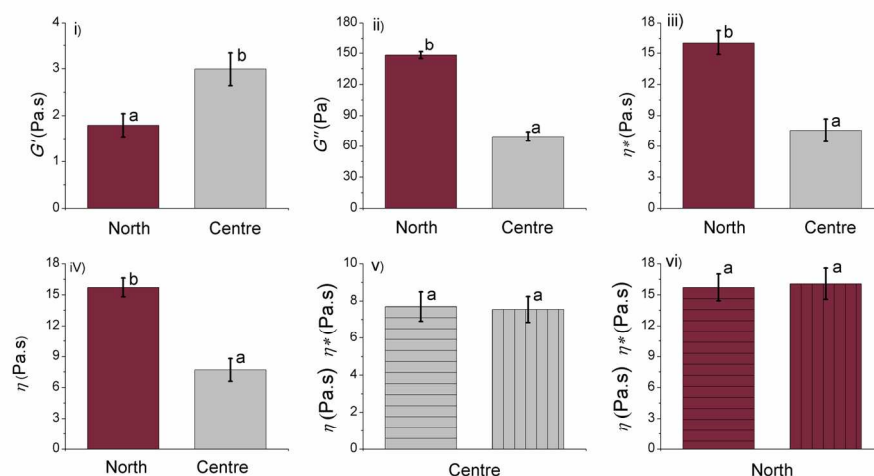 i)
G'(Pa.s)
4
3
2
1
0
a
b
North
Centre
ii)
G''(Pa)
180
150
120
90
60
30
0
b
a
North
Centre
iii)
η*(Pa.s)
18
15
12
9
6
3
0
b
a
North
Centre
iv)
η(Pa.s)
18
15
12
9
6
3
0
b
a
North
Centre
v)
η(Pa.s) η*(Pa.s)
10
8
6
4
2
0
a
a
Centre
vi)
η(Pa.s) η*(Pa.s)
18
15
12
9
6
3
0
a
a
North